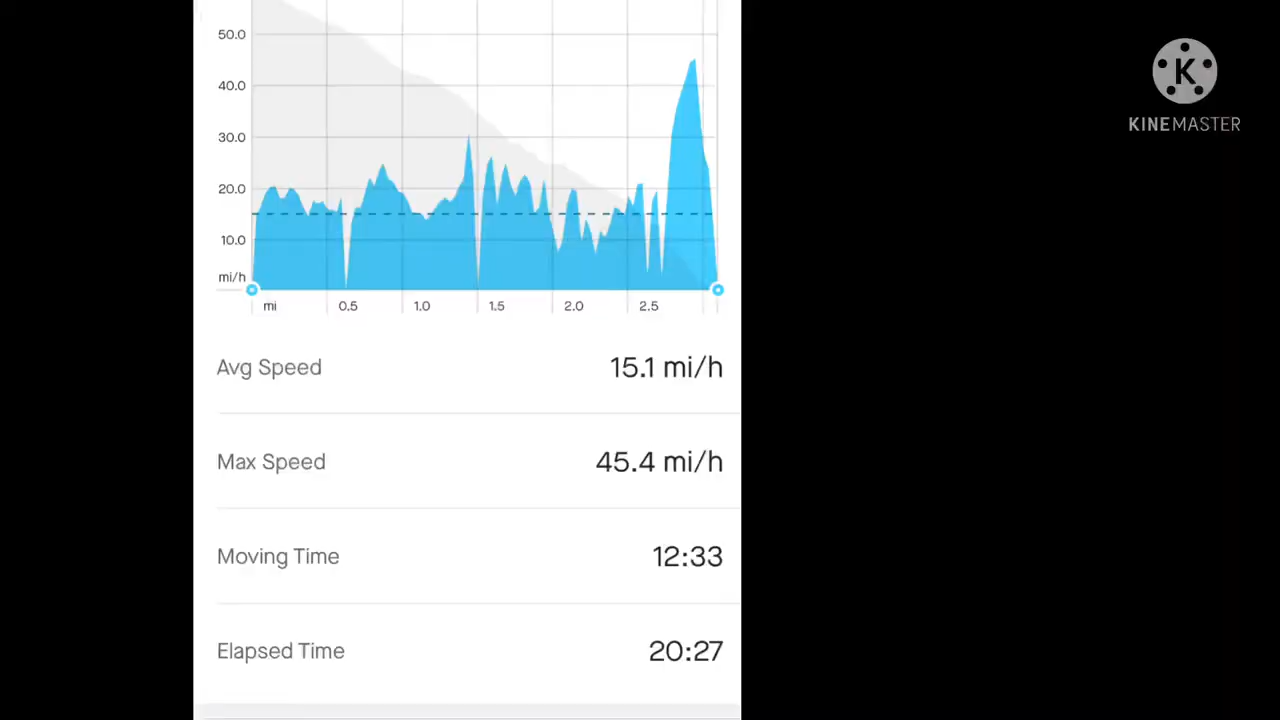 50.0
40.0
30.0
20.0
10.0
mi/h
mi 0.5 1.0 1.5 2.0 2.5
Avg Speed 15.1 mi/h
Max Speed 45.4 mi/h
Moving Time 12:33
Elapsed Time 20:27
K
KINEMASTER